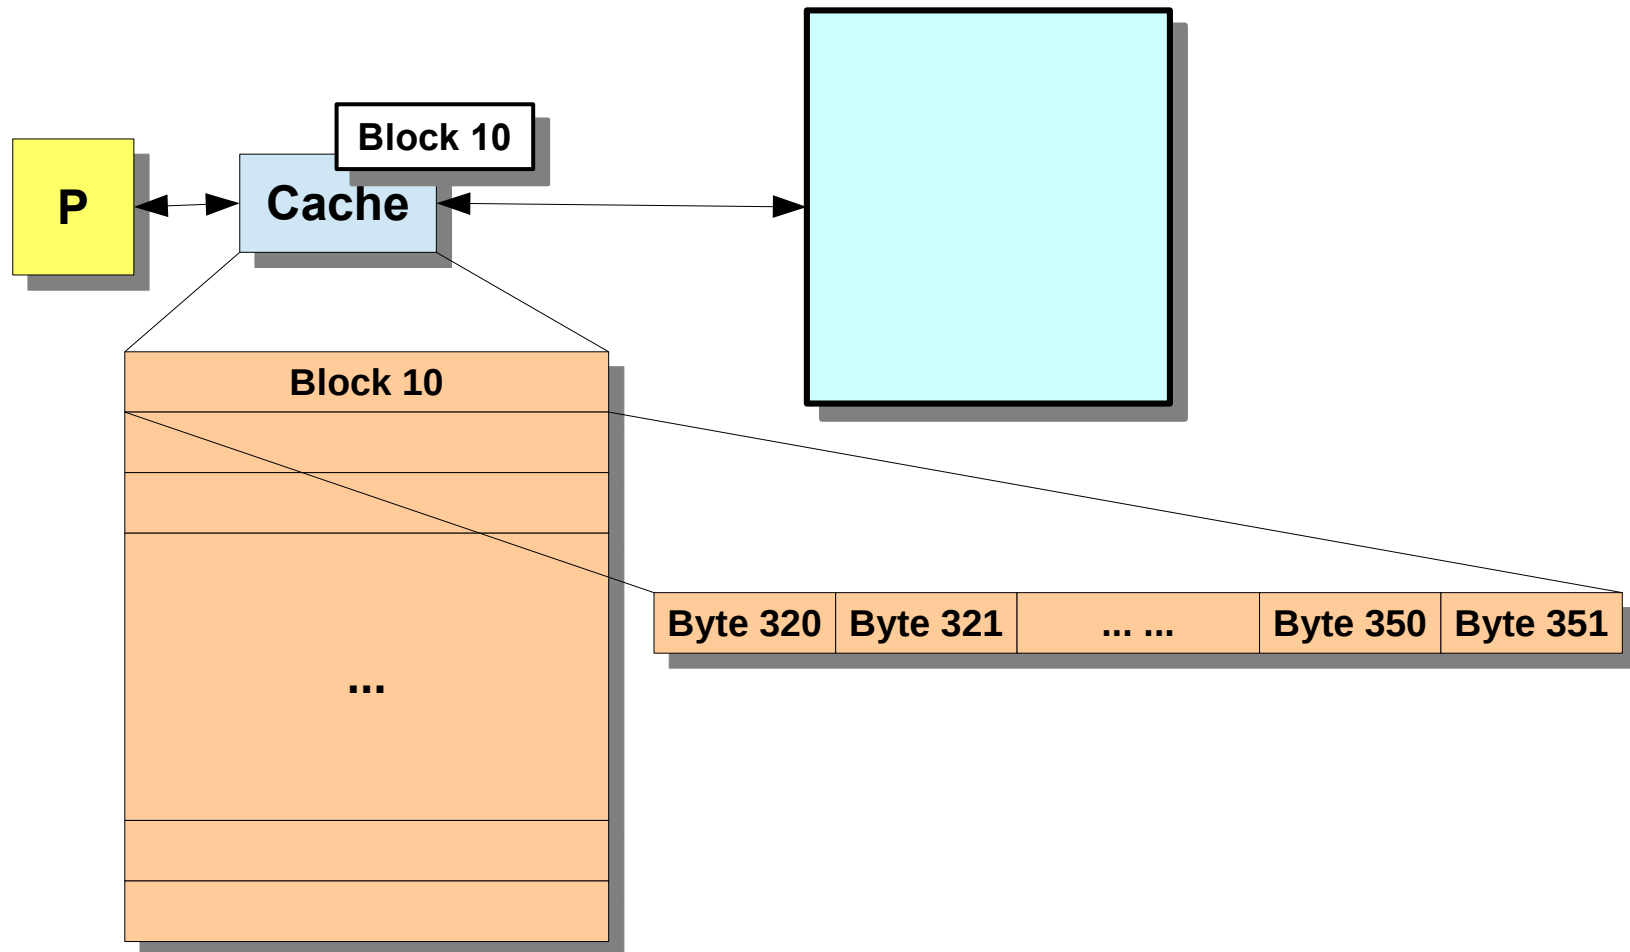 Block 10
P
Cache
Block 10
Byte 320
Byte 321
... ...
Byte 350
Byte 351
...